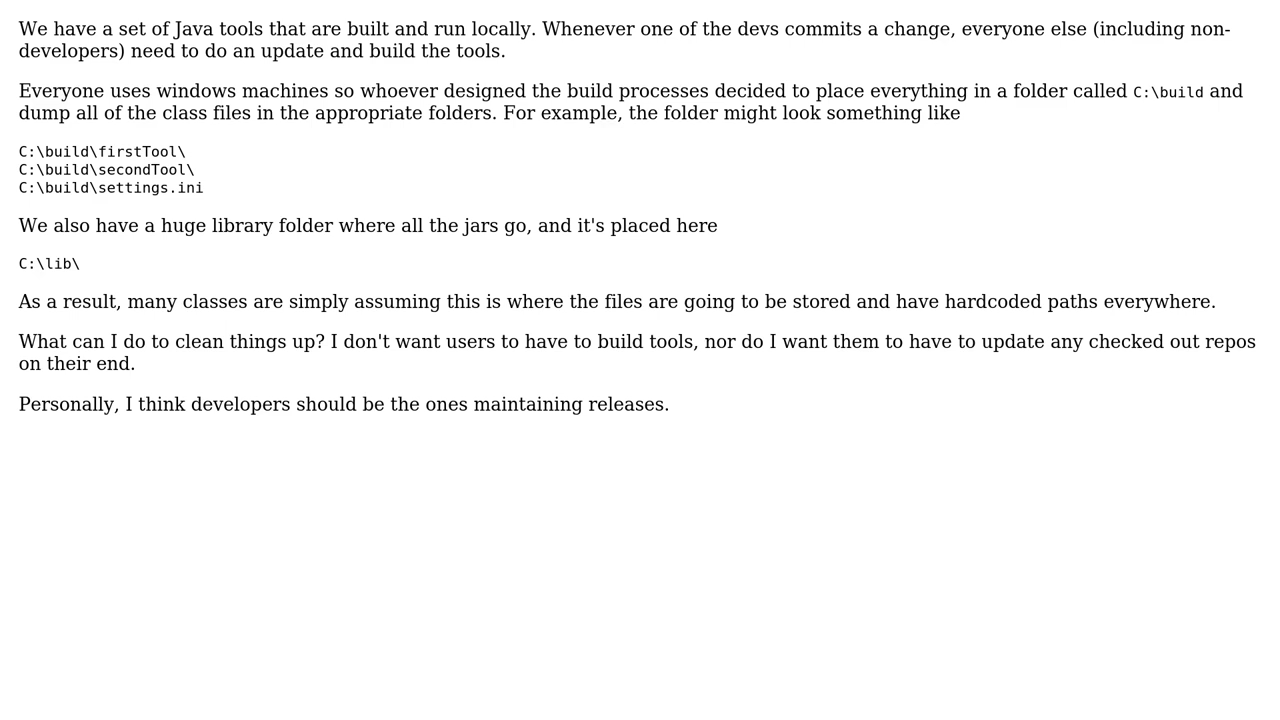 We have a set of Java tools that are built and run locally. Whenever one of the devs commits a change, everyone else (including non-
developers) need to do an update and build the tools.
Everyone uses windows machines so whoever designed the build processes decided to place everything in a folder called C:\build and
dump all of the class files in the appropriate folders. For example, the folder might look something like
C:\build\firstTool\
C:\build\secondTool\
C:\build\settings.ini
We also have a huge library folder where all the jars go, and it's placed here
C:\lib\
As a result, many classes are simply assuming this is where the files are going to be stored and have hardcoded paths everywhere.
What can I do to clean things up? I don't want users to have to build tools, nor do I want them to have to update any checked out repos
on their end.
Personally, I think developers should be the ones maintaining releases.